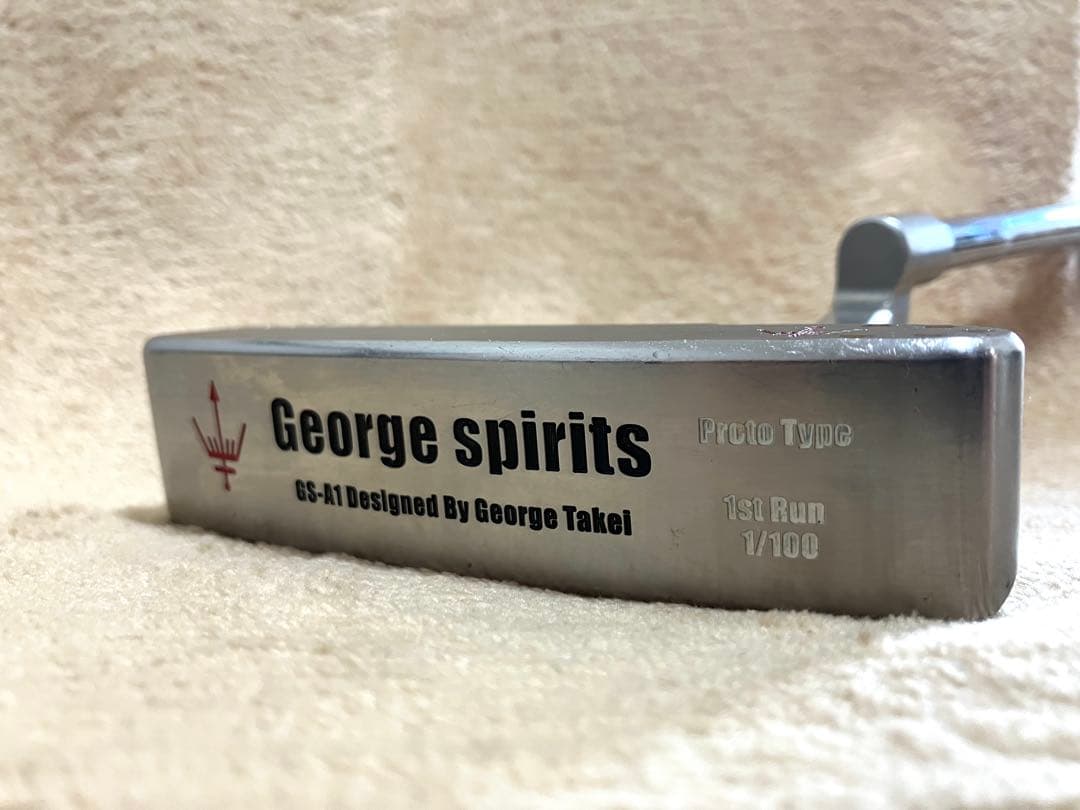 George spirits
GS-A1 Designed By George Takei
Proto Type
1st Run
1/100